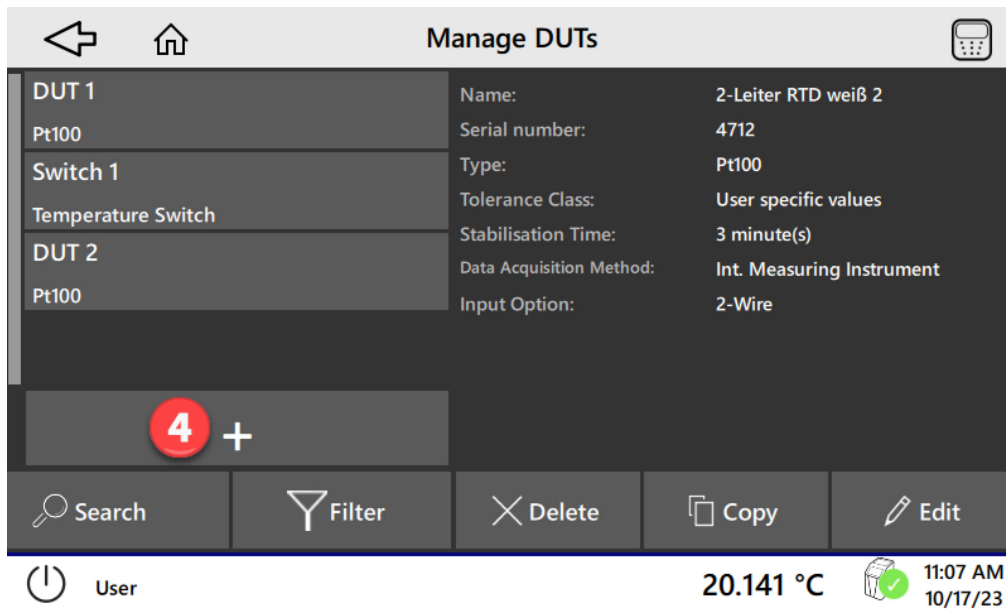 Manage DUTs
DUT 1
Pt100
Switch 1
Temperature Switch
DUT 2
Pt100
4 +
Name: 2-Leiter RTD weiß 2
Serial number: 4712
Type: Pt100
Tolerance Class: User specific values
Stabilisation Time: 3 minute(s)
Data Acquisition Method: Int. Measuring Instrument
Input Option: 2-Wire
Search Filter Delete Copy Edit
User 20.141 °C 11:07 AM
10/17/23